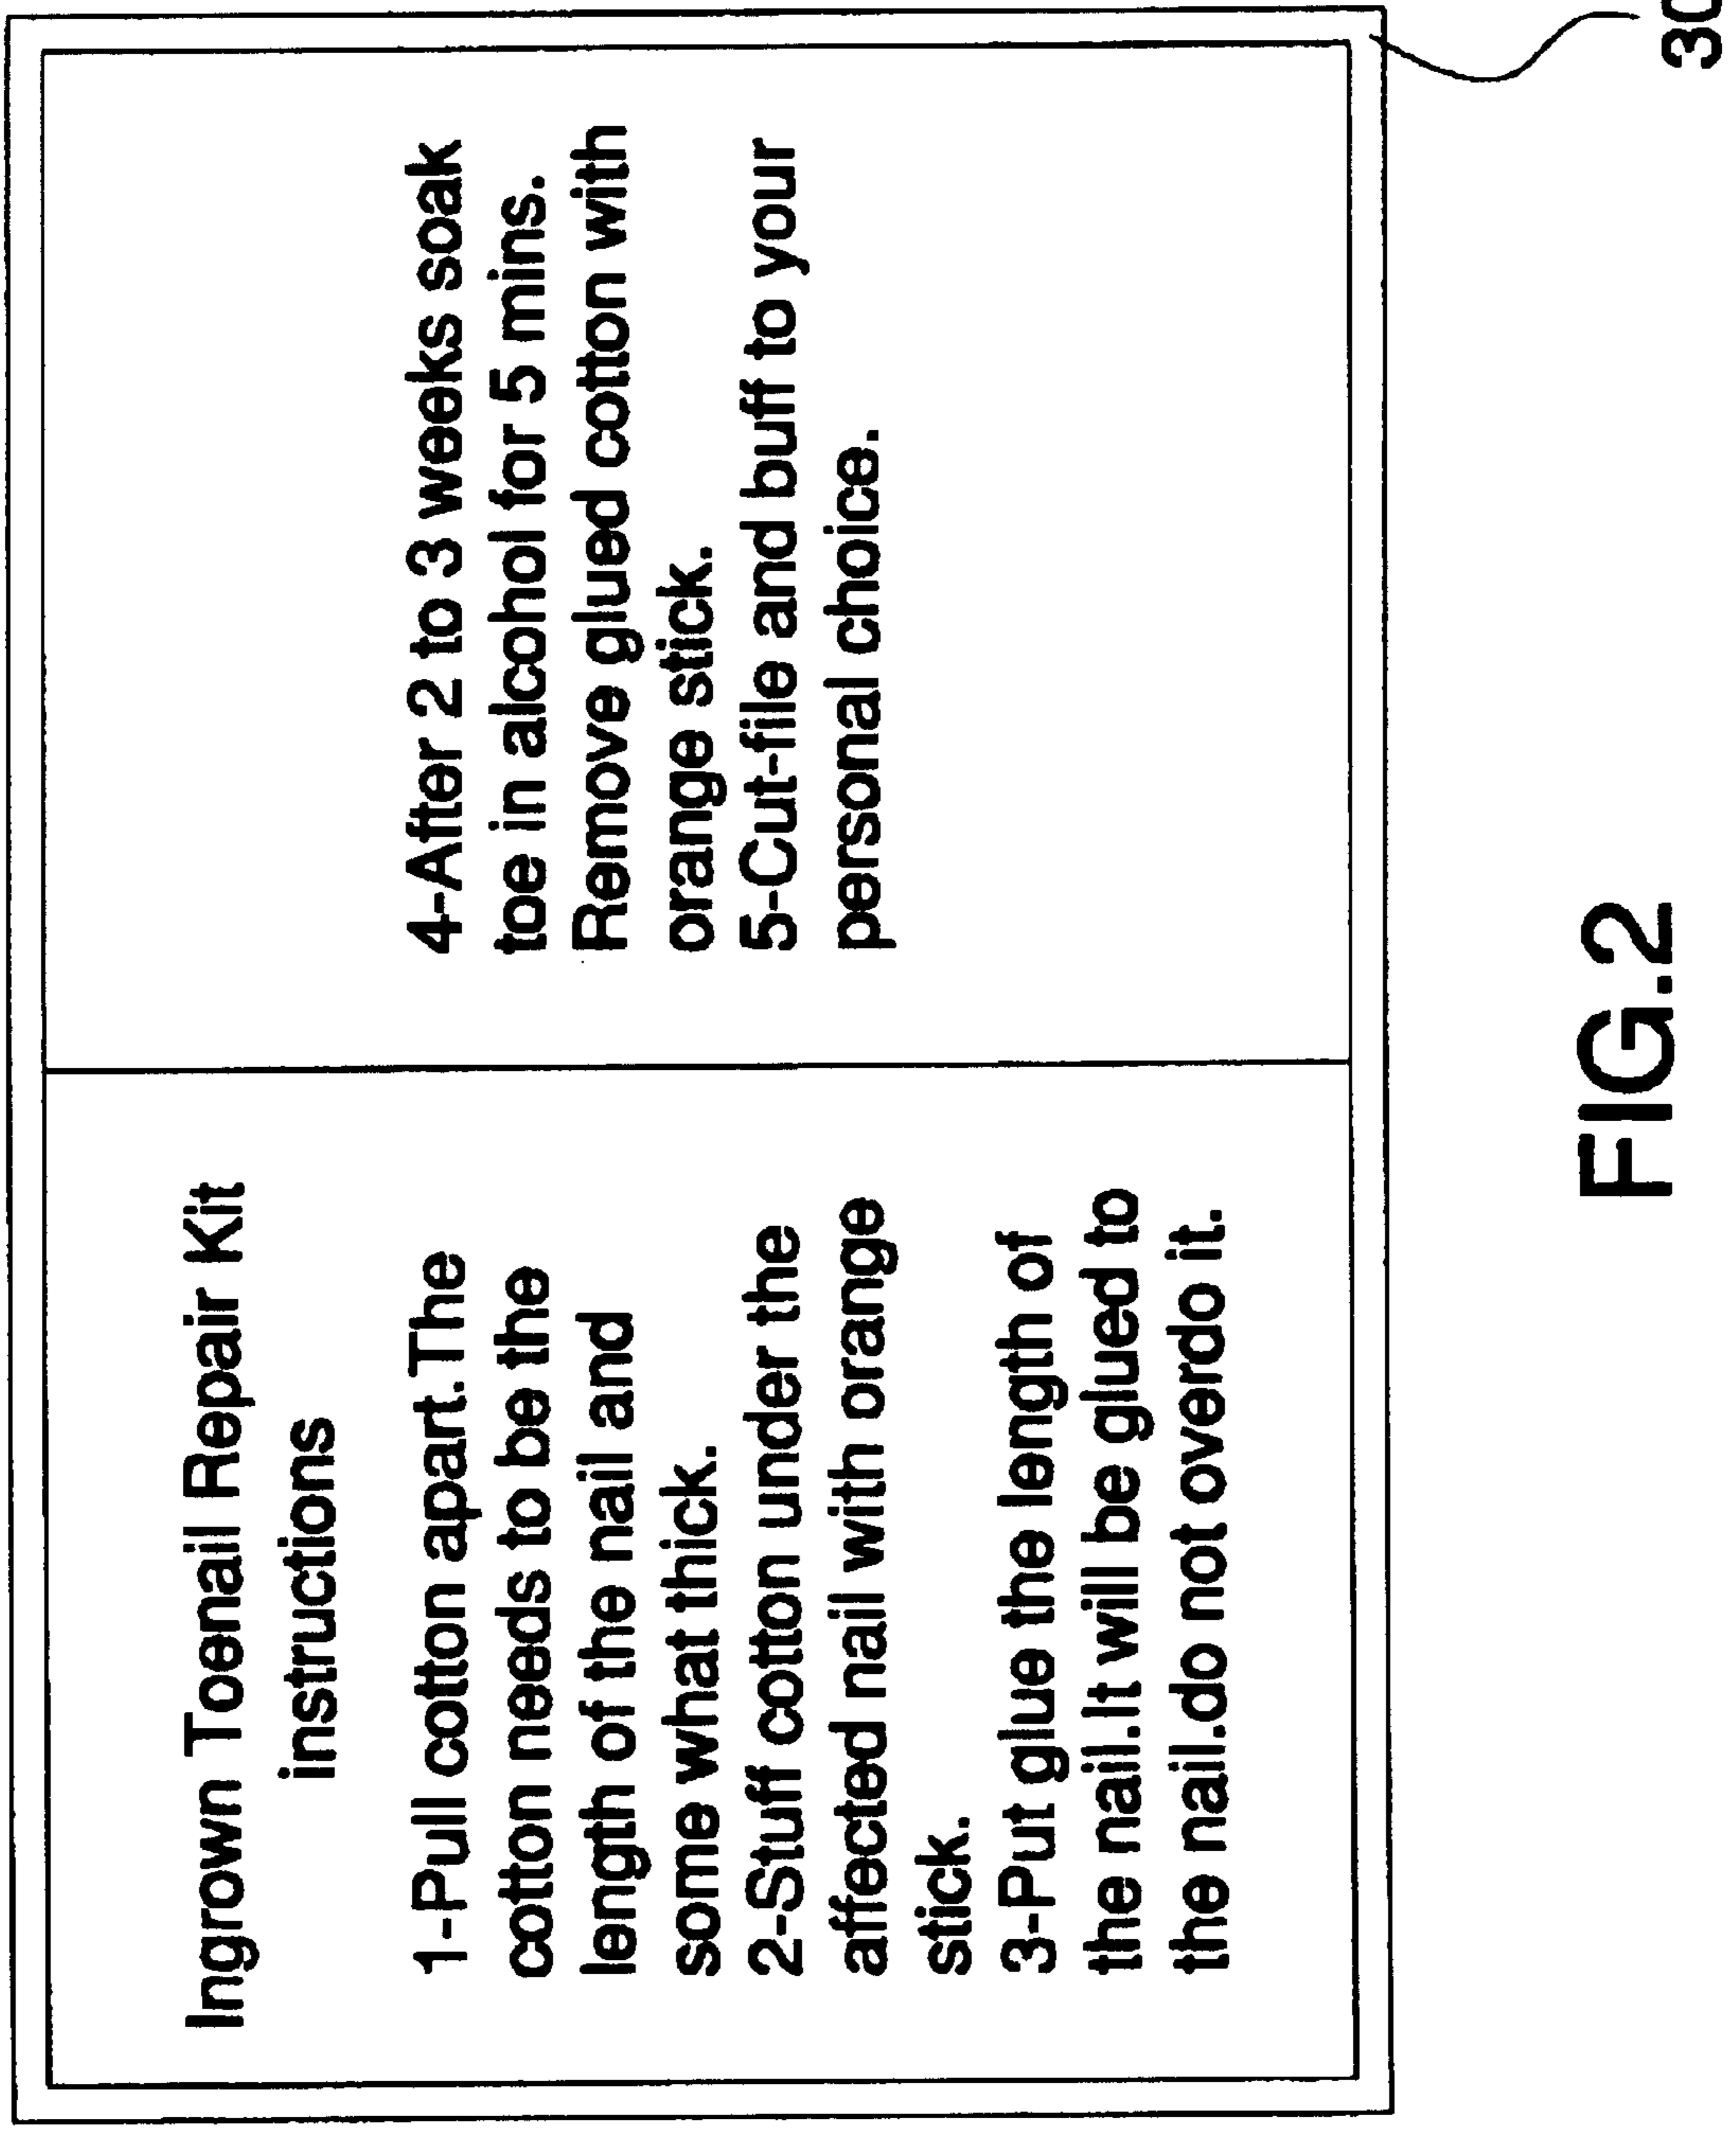 Ingrown Toenail Repair Kit
instructions
1-Pull cotton apart.The
cotton needs to be the
length of the nail and
some what thick.
2-Stuff cotton under the
affected nail with orange
stick.
3-Put glue the length of
the nail.It will be glued to
the nail.do not overdo it.
4-After 2 to 3 weeks soak
toe in alcohol for 5 mins.
Remove glued cotton with
orange stick.
5-Cut-file and buff to your
personal choice.
30
FIG.2